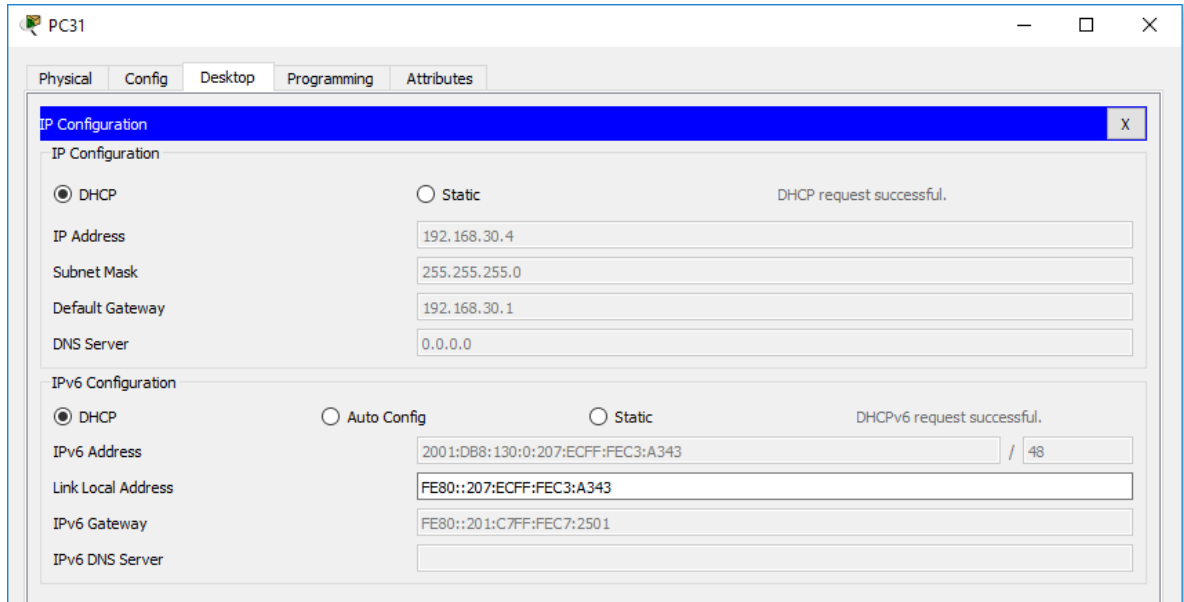 PC31
Physical Config Desktop Programming Attributes
IP Configuration X
IP Configuration
DHCP Static DHCP request successful.
IP Address 192.168.30.4
Subnet Mask 255.255.255.0
Default Gateway 192.168.30.1
DNS Server 0.0.0.0
IPv6 Configuration
DHCP Auto Config Static DHCPv6 request successful.
IPv6 Address 2001:DB8:130:0:207:ECFF:FEC3:A343 / 48
Link Local Address FE80::207:ECFF:FEC3:A343
IPv6 Gateway FE80::201:C7FF:FEC7:2501
IPv6 DNS Server